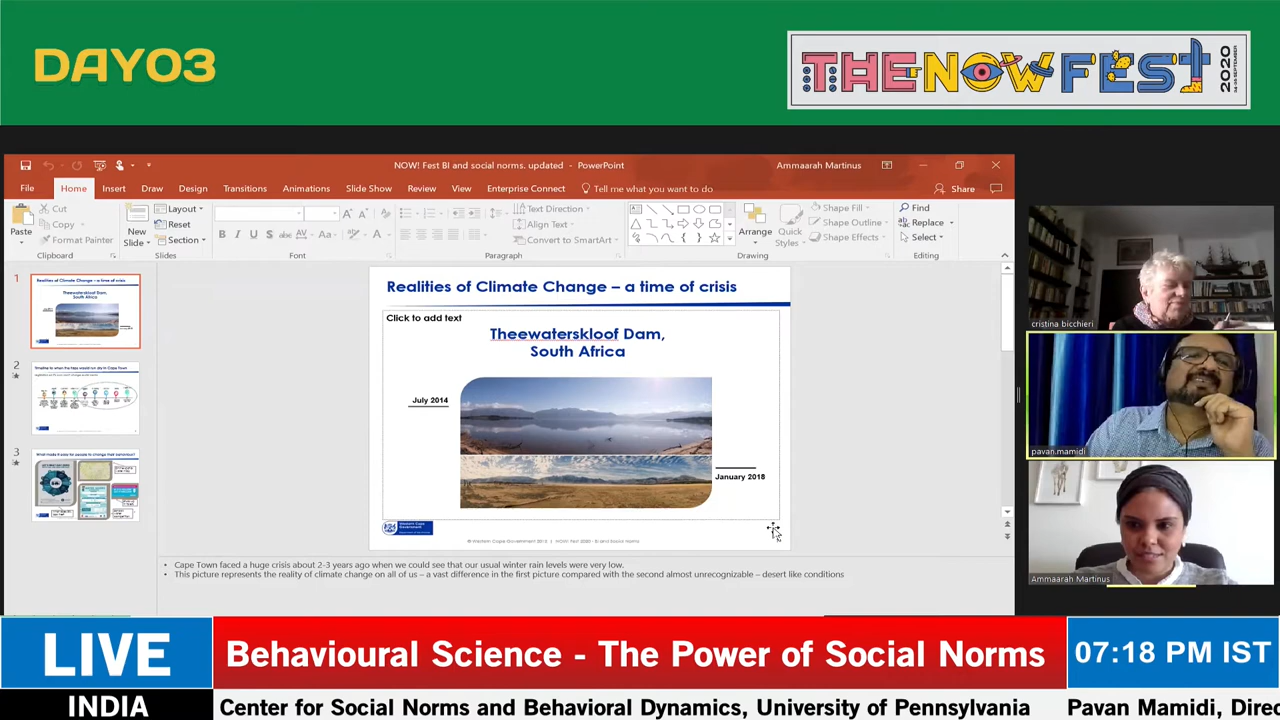 DAY03
THE NOW FEST
2020
NOW! Fest BI and social norms. updated - PowerPoint
Ammaarah Martinus
File
Home
Insert
Draw
Design
Transitions
Animations
Slide Show
Review
View
Enterprise Connect
Tell me what you want to do
Share
Paste
Cut
Copy
Format Painter
Clipboard
New Slide
Layout
Reset
Section
Slides
Font
Text Direction
Align Text
Convert to SmartArt
Paragraph
Arrange
Quick Styles
Shape Fill
Shape Outline
Shape Effects
Drawing
Find
Replace
Select
Editing
1
2
3
Realities of Climate Change – a time of crisis
Click to add text
Theewaterskloof Dam,
South Africa
July 2014
January 2018
Western Cape
Government
Cape Town faced a huge crisis about 2-3 years ago when we could see that our usual winter rain levels were very low.
This picture represents the reality of climate change on all of us – a vast difference in the first picture compared with the second almost unrecognizable – desert like conditions
cristina bicchieri
pavan.mamidi
Ammaarah Martinus
LIVE
INDIA
Behavioural Science - The Power of Social Norms
07:18 PM IST
Center for Social Norms and Behavioral Dynamics, University of Pennsylvania
Pavan Mamidi, Direc